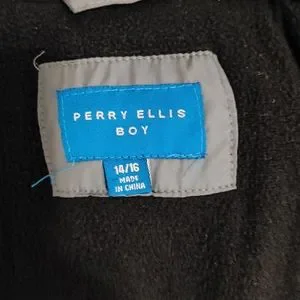 PERRY ELLIS
BOY
14/16
MADE
IN CHINA